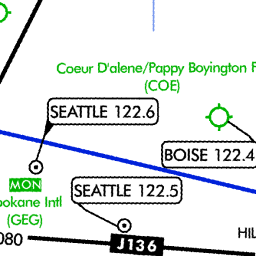 Coeur D'alene/Pappy Boyington F
(COE)
SEATTLE 122.6
BOISE 122.4
MON
SEATTLE 122.5
pokane Intl
(GEG)
HIL
080
J136